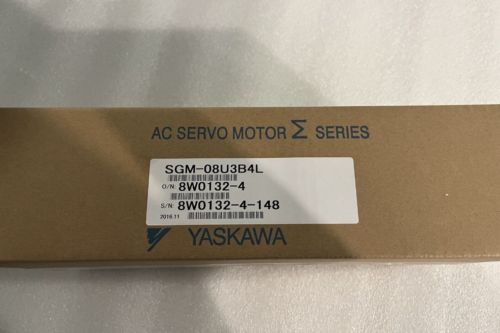 AC SERVO MOTOR Σ SERIES
SGM-08U3B4L
O/N 8W0132-4
S/N 8W0132-4-148
2016.11
YASKAWA